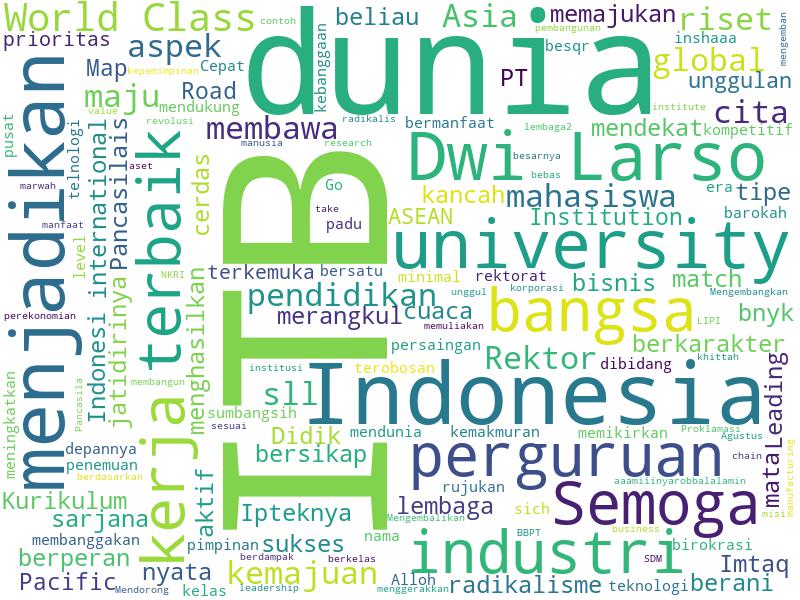 World Class
contoh
beliau
Asia
memajukan
riset
prioritas
aspek
kebanggaan
dunia
pembangunan
besqr
inshaaa
mengemban
Map
kepemimpinan
Cepat
PT
global
unggulan
maju
Road
mendukung
value
institute
cita
pusat
telnologi
revolusi
membawa
radikalis
bermanfaat
lembaga2
mendekat
kompetitif
menjadikan
Indonesi international
Pancasilais
terbaik
manusia
research
Dwi Larso
besarnya
bebas
marwah
aset
cerdas
ITB
Go
take
padu
kancah
mahasiswa
era
tipe
manfaat
ASEAN
Institution
barokah
level
university
NKRI
terkemuka
bersatu
minimal
rektorat
bisnis
match
jatidirinya
menghasilkan
pendidikan
unggul
korporasi
Mengembangkan
perekonomian
merangkul
cuaca
memuliakan
bangsa
LIPI
bnyk
persaingan
Rektor
dibidang
berkarakter
khittah
institusi
terobosan
meningkatkan
Pancasila
membangun
sll
Indonesia
mata
Leading
sumbangsih
sesuai
Didik
mendunia
kemakmuran
memikirkan
Proklamasi
Agustus
depannya
penemuan
berdasarkan
kerja
bersikap
perguruan
chain
manufacturing
aktif
rujukan
aaamiiinyarobbalalamin
Kurikulum
sarjana
Ipteknya
lembaga
sich
Semoga
misi
nama
Mengembalikan
membanggakan
pimpinan
sukses
BBPT
business
birokrasi
berperan
berdampak
berkelas
industri
SDM
Imtaq
Pacific
nyata
kemajuan
Alloh
radikalisme
teknologi
berani
Mendorong
kelas
leadership
menggerakkan